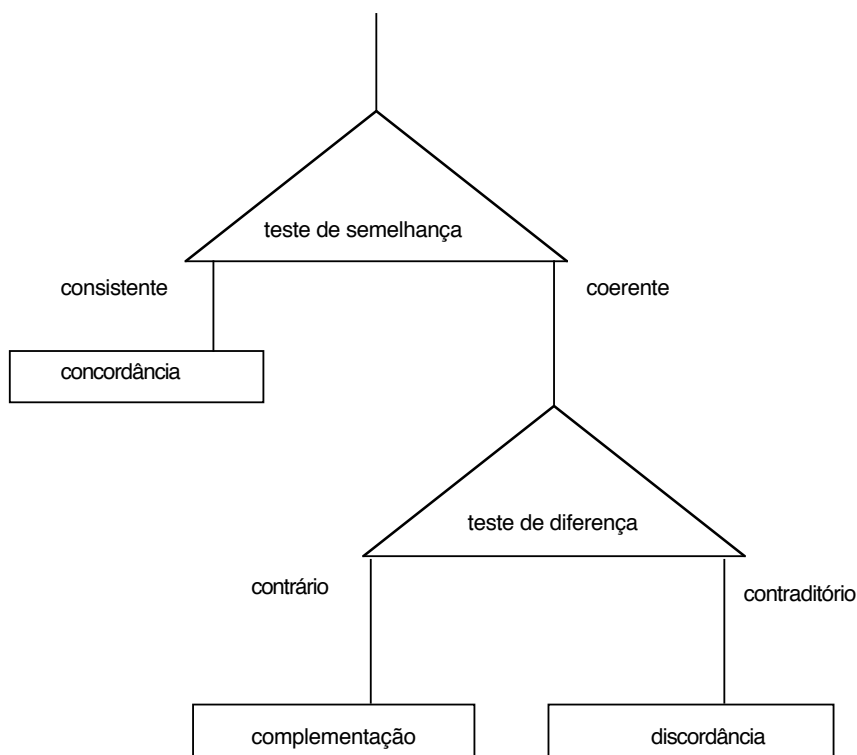 teste de semelhança
consistente
coerente
concordância
teste de diferença
contrário
contraditório
complementação
discordância